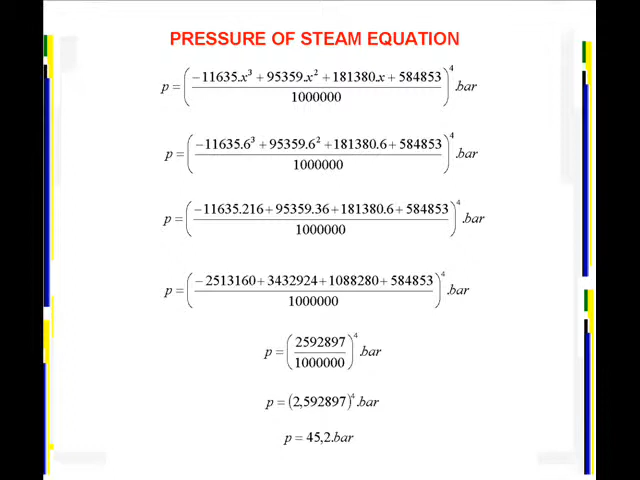 PRESSURE OF STEAM EQUATION
p = ( (−11635.x³ + 95359.x² + 181380.x + 584853) / 1000000 )⁴ .bar
p = ( (−11635.6³ + 95359.6² + 181380.6 + 584853) / 1000000 )⁴ .bar
p = ( (−11635.216 + 95359.36 + 181380.6 + 584853) / 1000000 )⁴ .bar
p = ( (−2513160 + 3432924 + 1088280 + 584853) / 1000000 )⁴ .bar
p = ( 2592897 / 1000000 )⁴ .bar
p = (2,592897)⁴ .bar
p = 45,2.bar